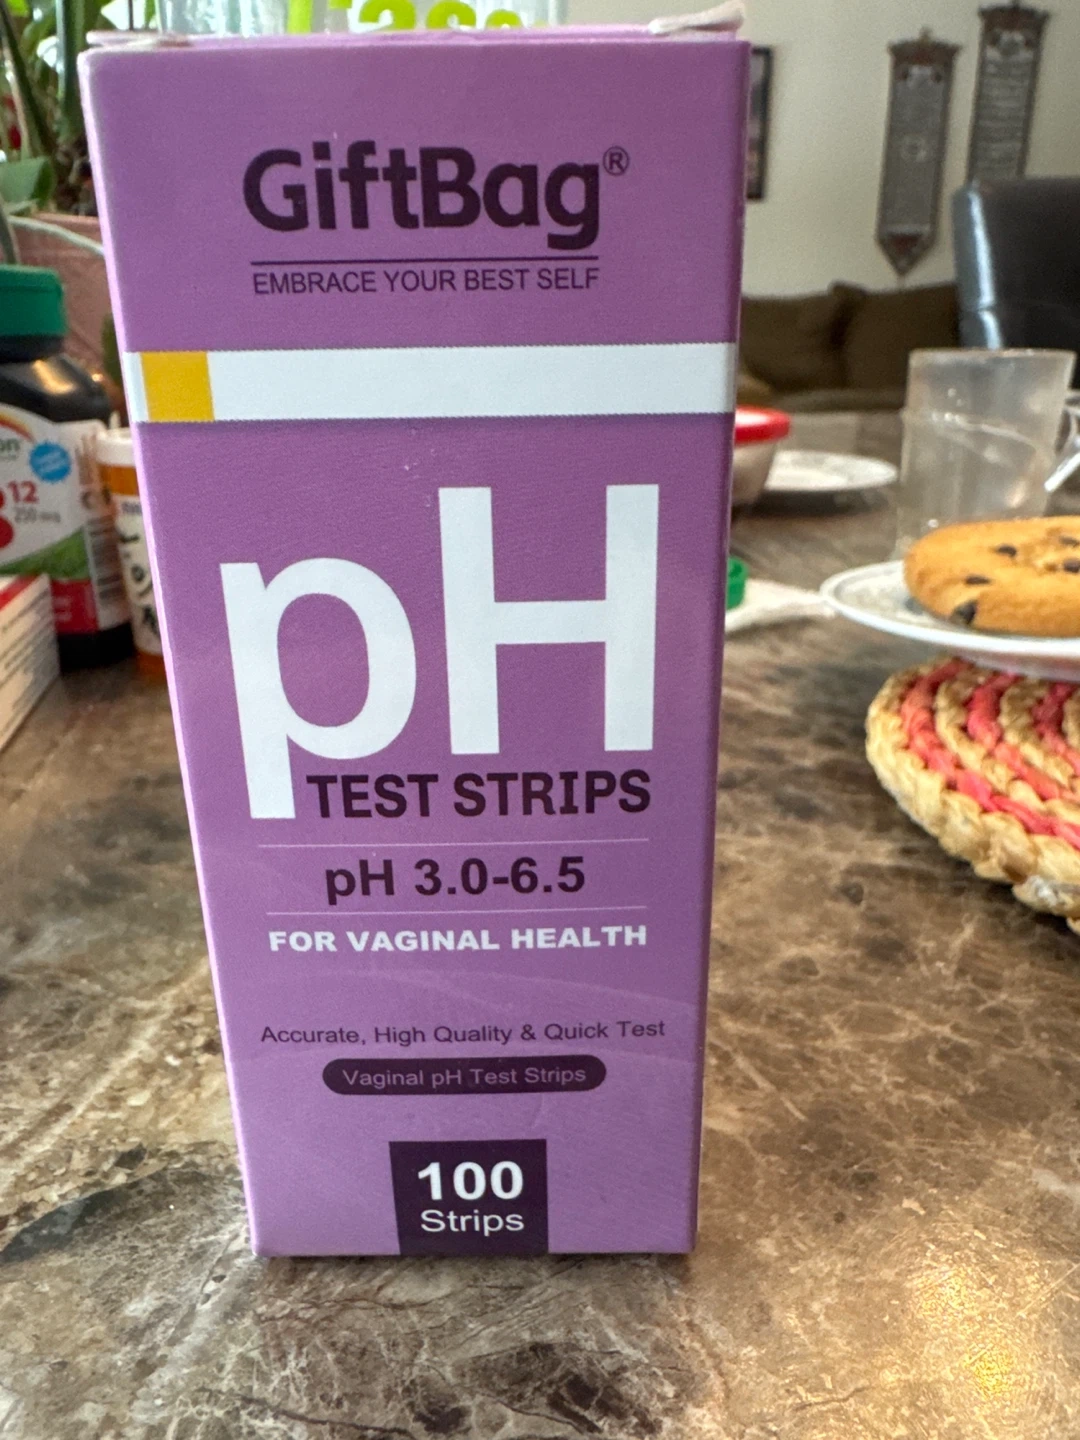 GiftBag®
EMBRACE YOUR BEST SELF
pH
TEST STRIPS
pH 3.0-6.5
FOR VAGINAL HEALTH
Accurate, High Quality & Quick Test
Vaginal pH Test Strips
100
Strips
12